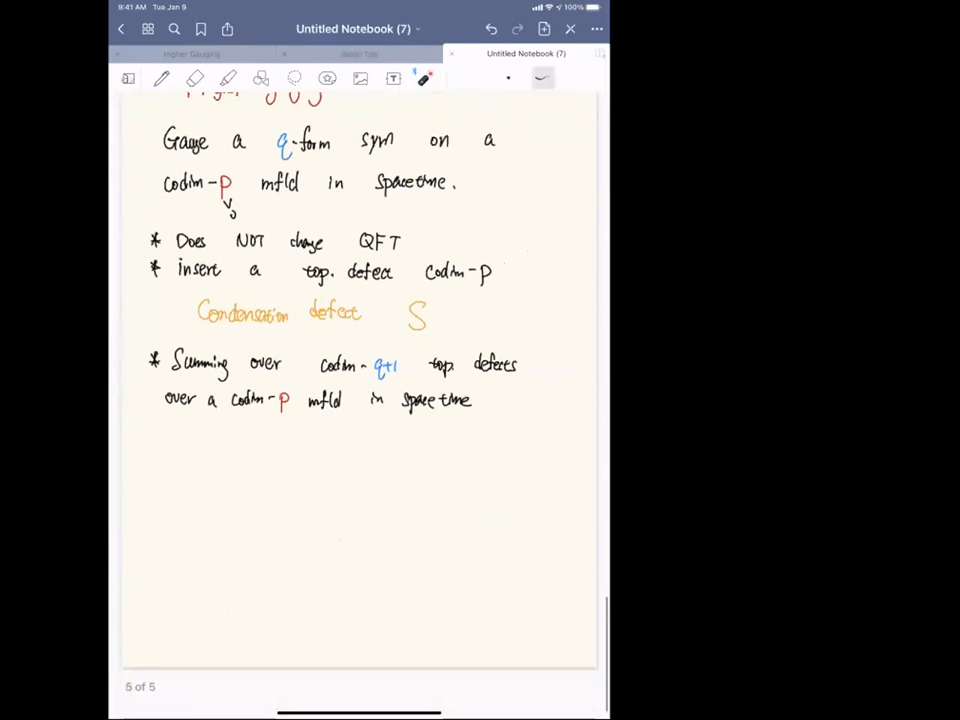 9:41 AM Tue Jan 9
100%
Untitled Notebook (7)
Higher Gauging
Untitled Notebook (7)
Gauge a q-form sym on a
codim-p mfld in spacetime.
* Does NOT change QFT
* insert a top. defect codim-p
Condensation defect S
* Summing over codim-q+1 top. defects
over a codim-p mfld in spacetime
5 of 5